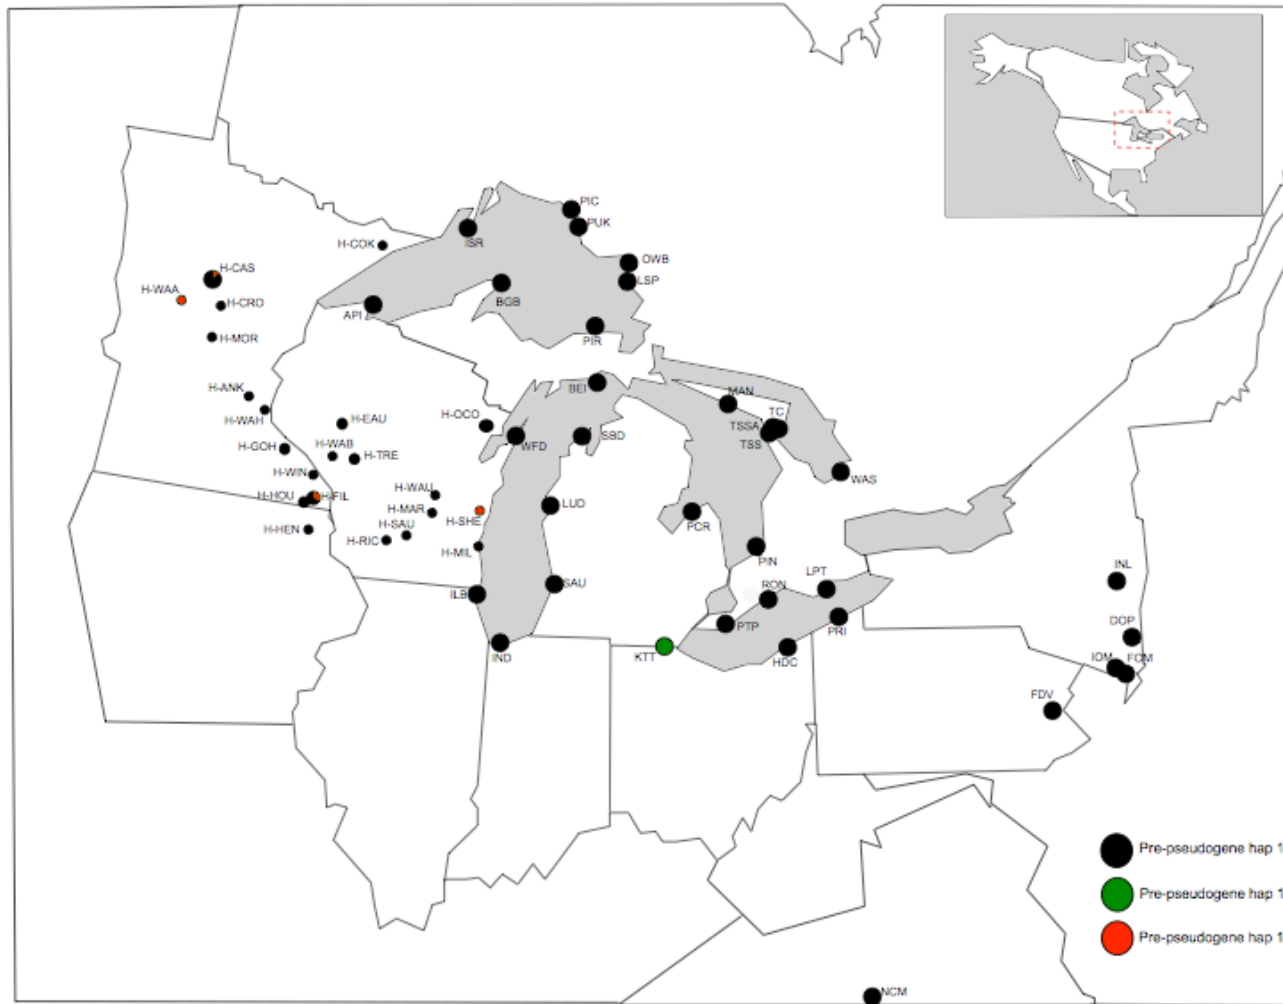 PIC
PUK
ISR
H-COK
OWB
H-CAS
LSP
H-WAA
BGB
H-CRO
API
PIR
H-MOR
BEI
H-ANK
MAN
H-WAH
H-EAU
H-OCO
TC
TSSA
WFD
SBD
TSS
H-GOH
H-WAB
H-TRE
H-WIN
WAS
H-WAU
H-HOU
H-FIL
LUD
H-MAR
H-SHE
PCR
H-HEN
H-SAU
H-RIC
H-MIL
PIN
LPT
INL
SAU
RON
ILB
DOP
PTP
PRI
IND
KTT
HDC
IOM
FOM
FDV
Pre-pseudogene hap 1
Pre-pseudogene hap 1
Pre-pseudogene hap 1
NCM